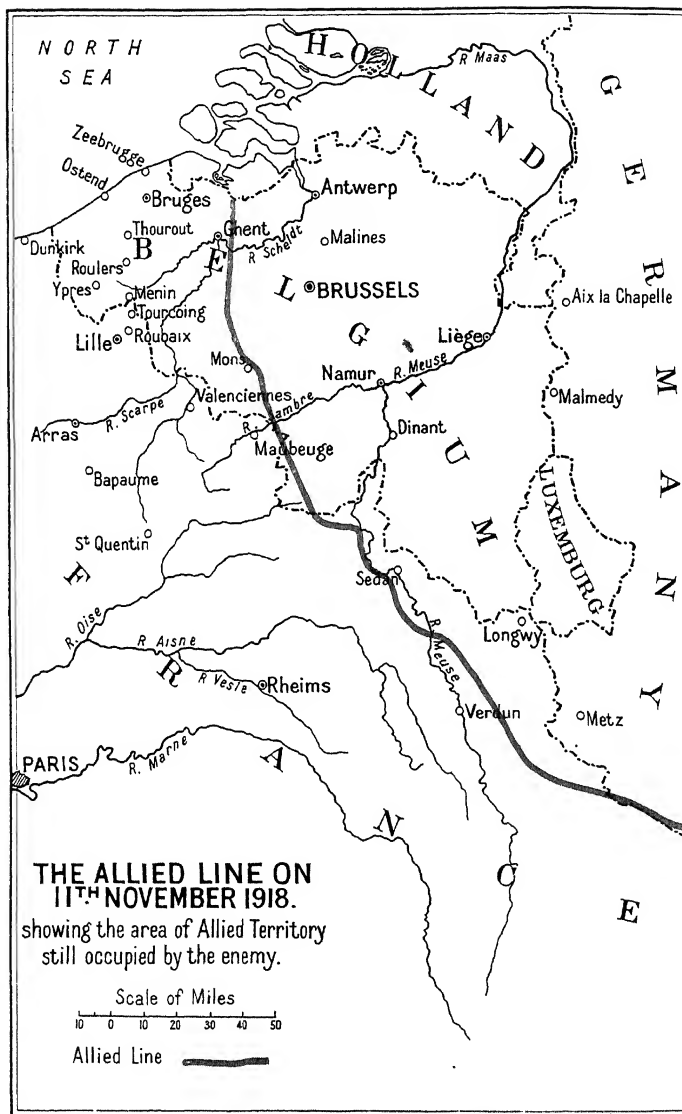 NORTH
SEA
HOLLAND
R Maas
GERMANY
Zeebrugge
Ostend
Bruges
Antwerp
Dunkirk
Thourout
Ghent
R Scheldt
Malines
BELGIUM
Roulers
Ypres
Menin
BRUSSELS
Aix la Chapelle
Tourcoing
Lille
Roubaix
Liège
Mons
Namur
R. Meuse
Valenciennes
Malmedy
R. Scarpe
R. Sambre
Arras
Dinant
Maubeuge
Bapaume
LUXEMBURG
St Quentin
FRANCE
Sedan
R. Oise
R Aisne
R. Meuse
Longwy
R Vesle
Rheims
Verdun
Metz
PARIS
R. Marne
THE ALLIED LINE ON
11TH NOVEMBER 1918.
showing the area of Allied Territory
still occupied by the enemy.
Scale of Miles
10 0 10 20 30 40 50
Allied Line